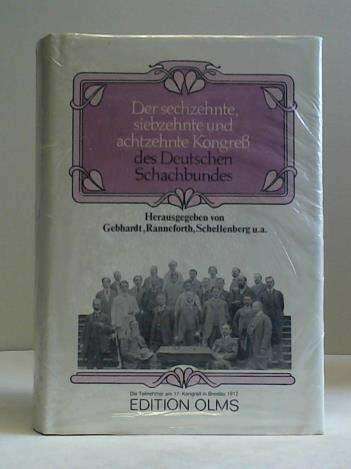 Der sechzehnte,
siebzehnte und
achtzehnte Kongreß
des Deutschen
Schachbundes
Herausgegeben von
Gebhardt, Ranneforth, Schellenberg u.a.
Die Teilnehmer am 17. Kongreß in Breslau 1912
EDITION OLMS